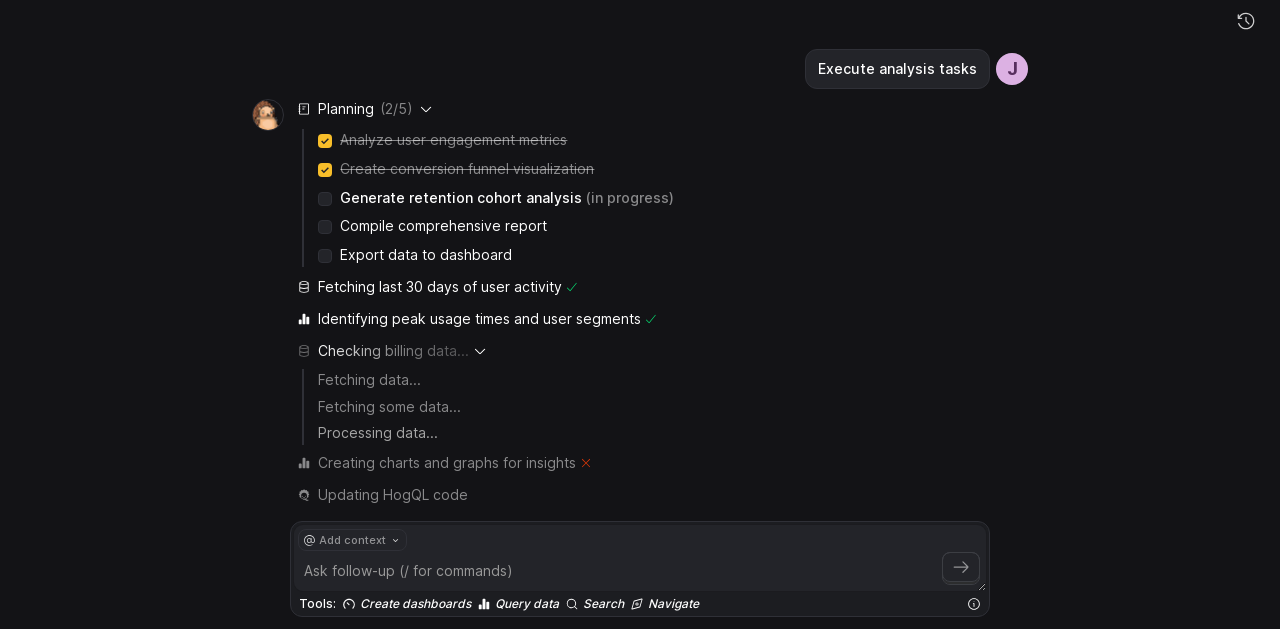 Execute analysis tasks
J
Planning (2/5)
Analyze user engagement metrics
Create conversion funnel visualization
Generate retention cohort analysis (in progress)
Compile comprehensive report
Export data to dashboard
Fetching last 30 days of user activity
Identifying peak usage times and user segments
Checking billing data...
Fetching data...
Fetching some data...
Processing data...
Creating charts and graphs for insights
Updating HogQL code
@ Add context
Ask follow-up (/ for commands)
Tools: Create dashboards Query data Search Navigate